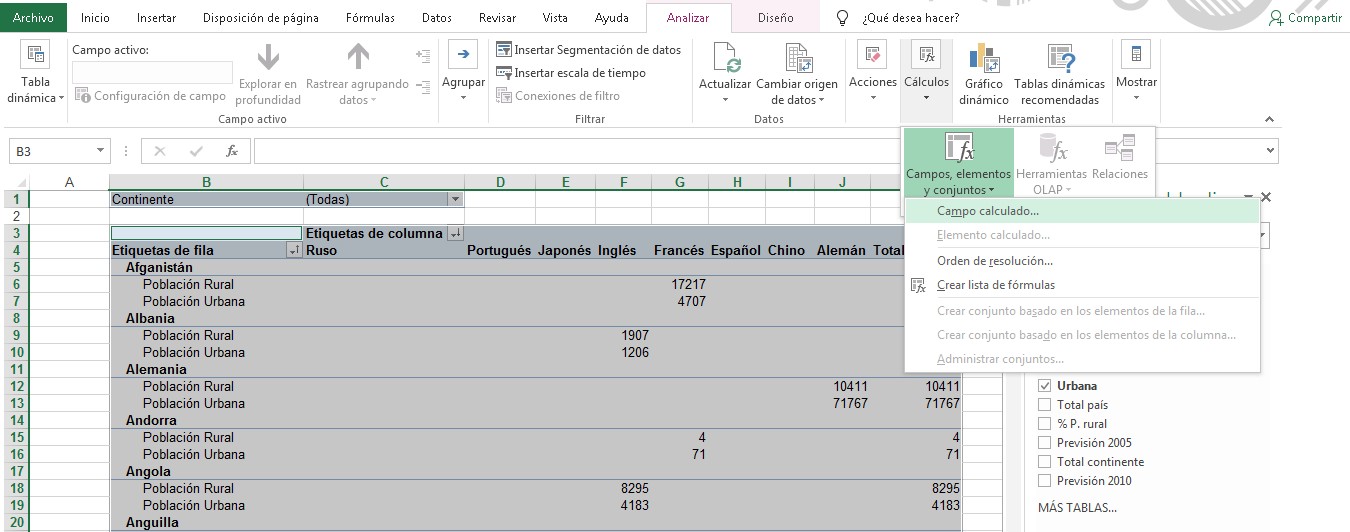 Archivo Inicio Insertar Disposición de página Fórmulas Datos Revisar Vista Ayuda Analizar Diseño ¿Qué desea hacer? Compartir
Tabla dinámica
Campo activo:
Configuración de campo
Explorar en profundidad
Rastrear agrupando datos
Campo activo
Agrupar
Insertar Segmentación de datos
Insertar escala de tiempo
Conexiones de filtro
Filtrar
Actualizar
Cambiar origen de datos
Datos
Acciones
Cálculos
Gráfico dinámico
Tablas dinámicas recomendadas
Herramientas
Mostrar
B3 fx
Campos, elementos y conjuntos
Herramientas OLAP
Relaciones
Campo calculado...
Elemento calculado...
Orden de resolución...
Crear lista de fórmulas
Crear conjunto basado en los elementos de la fila...
Crear conjunto basado en los elementos de la columna...
Administrar conjuntos...
A B C D E F G H I J
1 Continente (Todas)
2
3 Etiquetas de columna
4 Etiquetas de fila Ruso Portugués Japonés Inglés Francés Español Chino Alemán Total
5 Afganistán
6 Población Rural 17217
7 Población Urbana 4707
8 Albania
9 Población Rural 1907
10 Población Urbana 1206
11 Alemania
12 Población Rural 10411 10411
13 Población Urbana 71767 71767
14 Andorra
15 Población Rural 4 4
16 Población Urbana 71 71
17 Angola
18 Población Rural 8295 8295
19 Población Urbana 4183 4183
20 Anguilla
Urbana
Total país
% P. rural
Previsión 2005
Total continente
Previsión 2010
MÁS TABLAS...